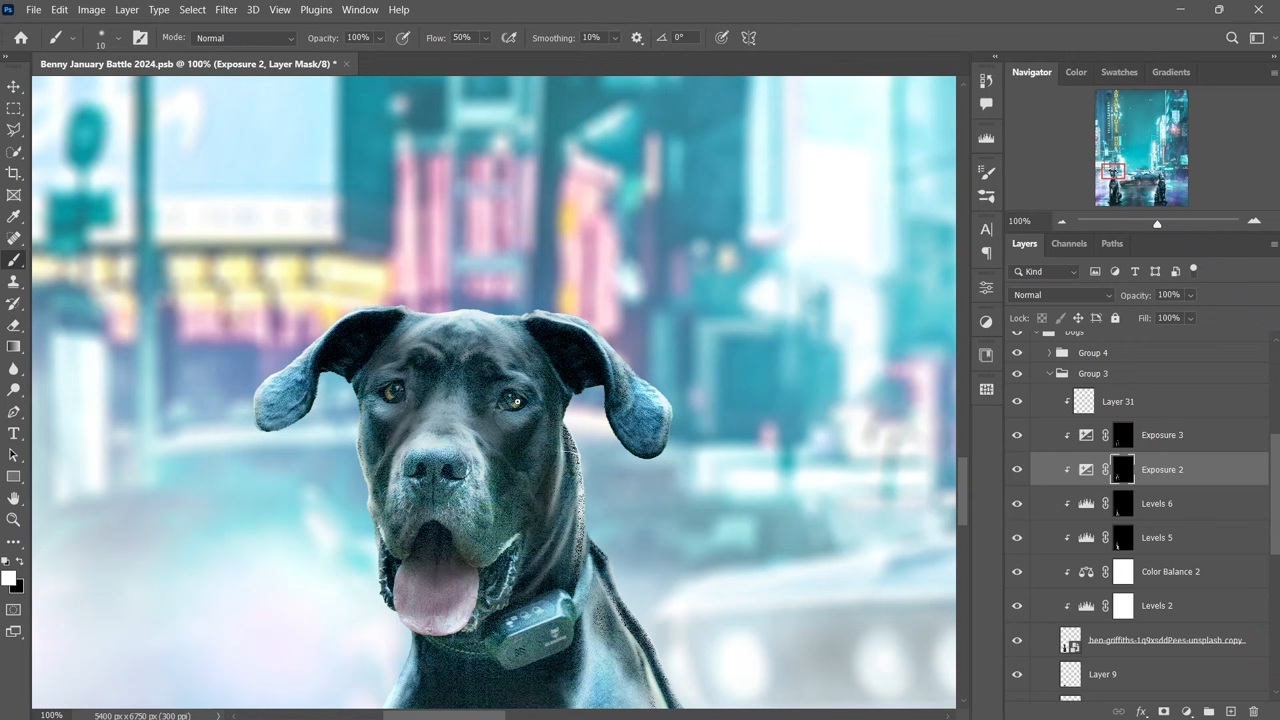 Ps File Edit Image Layer Type Select Filter 3D View Plugins Window Help
10 Mode: Normal Opacity: 100% Flow: 50% Smoothing: 10% 0°
Benny January Battle 2024.psb @ 100% (Exposure 2, Layer Mask/8) *
Navigator Color Swatches Gradients
100%
Layers Channels Paths
Kind
Normal Opacity: 100%
Lock: Fill: 100%
Dogs
Group 4
Group 3
Layer 31
Exposure 3
Exposure 2
Levels 6
Levels 5
Color Balance 2
Levels 2
ben-griffiths-1q9xsddPees-unsplash copy
Layer 9
100% 5400 px x 6750 px (300 ppi)